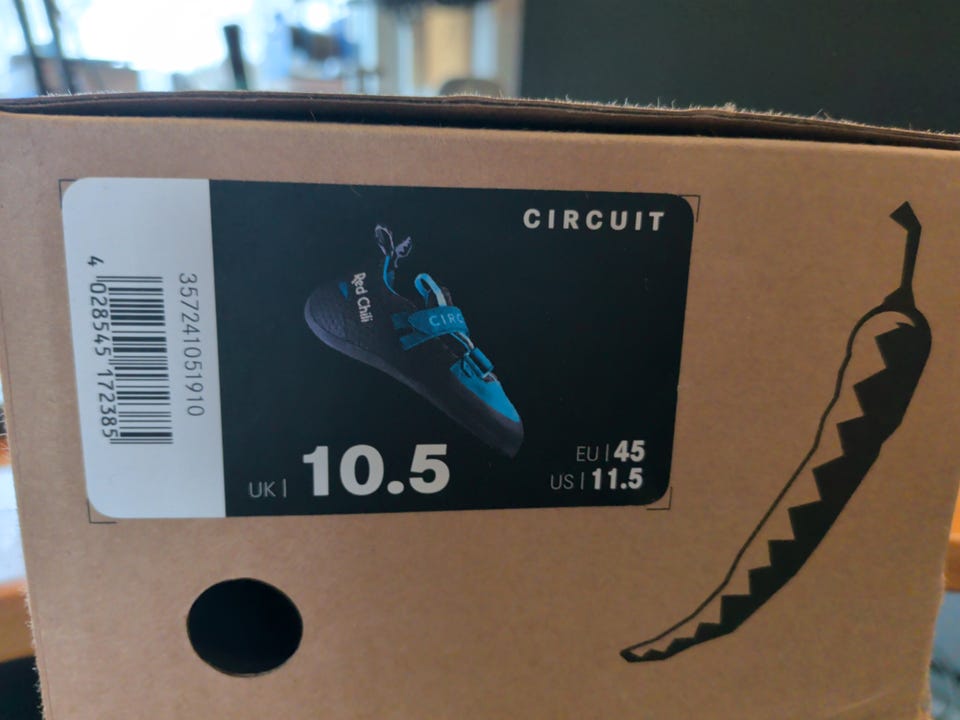 4 028545 172385
357241051910
CIRCUIT
Red Chili
CIRC
UK | 10.5
EU | 45
US | 11.5